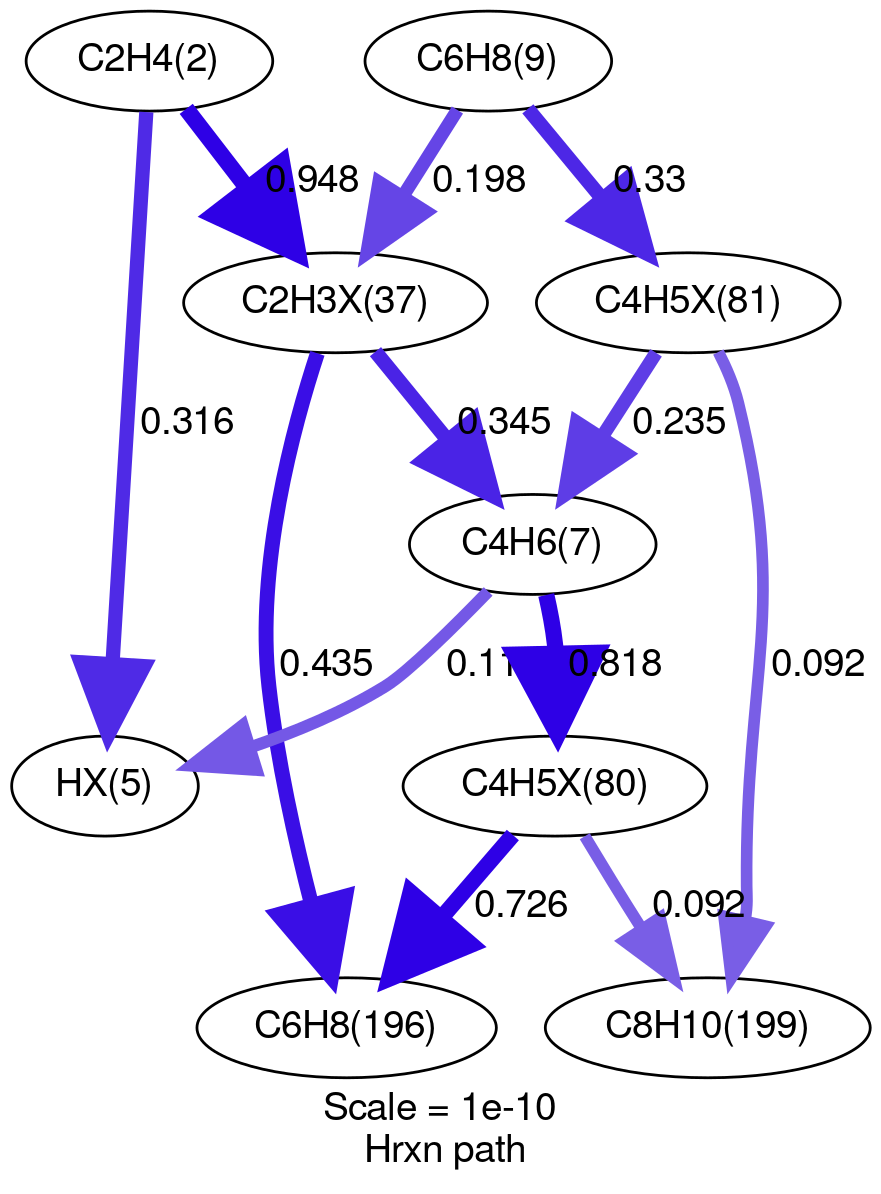 C2H4(2)
C6H8(9)
0.948
0.198
0.33
C2H3X(37)
C4H5X(81)
0.316
0.345
0.235
C4H6(7)
0.435
0.818
0.092
HX(5)
C4H5X(80)
0.726
0.092
C6H8(196)
C8H10(199)
Scale = 1e-10
Hrxn path